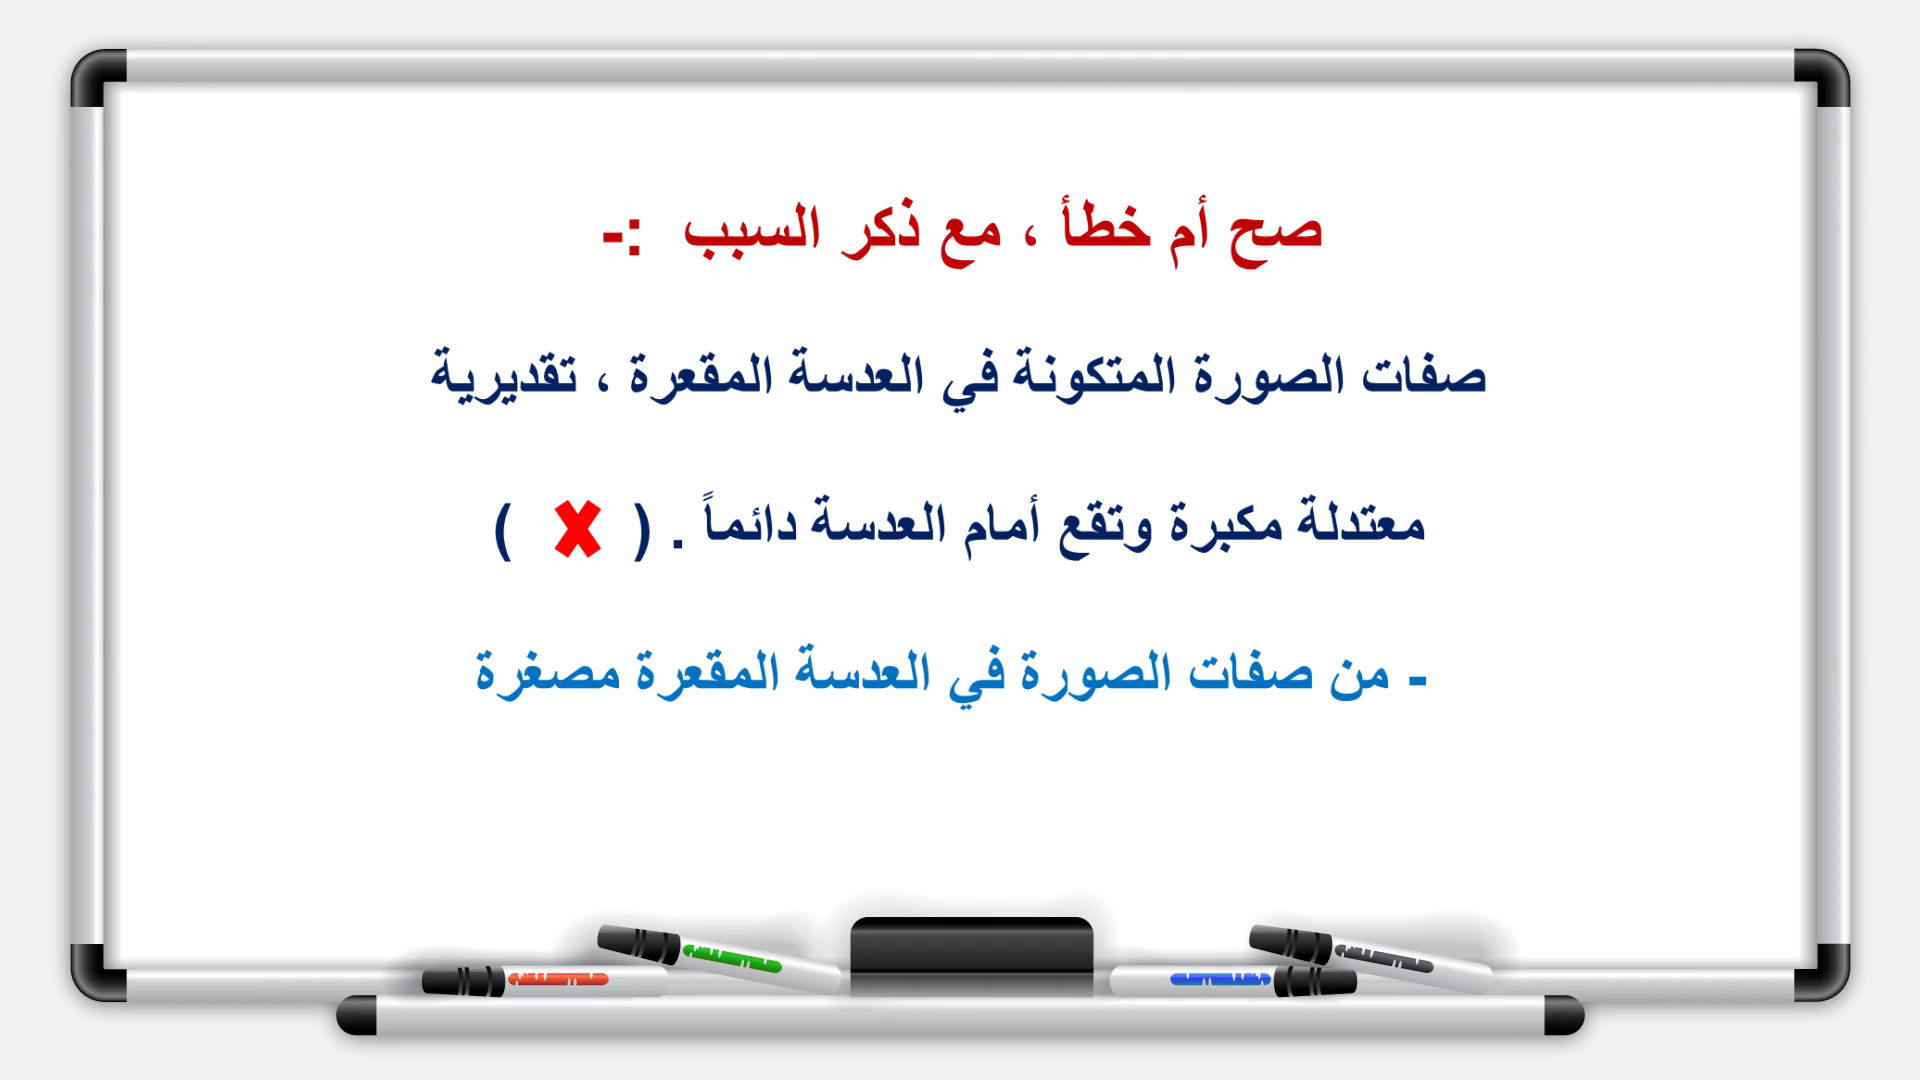 صح أم خطأ ، مع ذكر السبب :-
صفات الصورة المتكونة في العدسة المقعرة ، تقديرية
معتدلة مكبرة وتقع أمام العدسة دائماً . ( ✘ )
- من صفات الصورة في العدسة المقعرة مصغرة